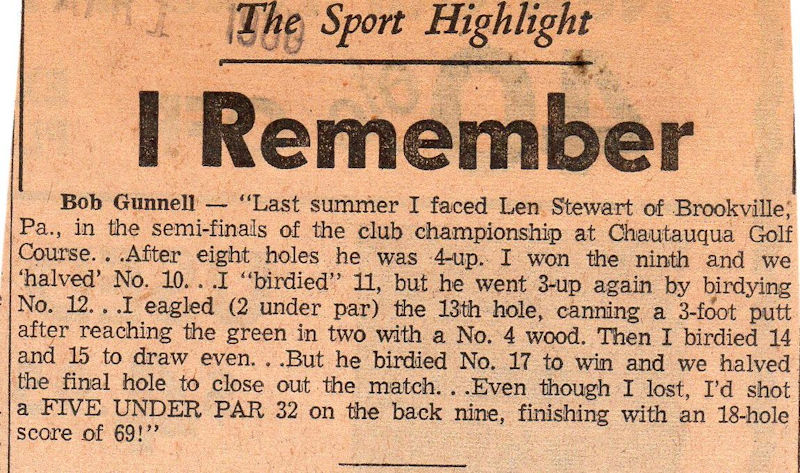 APR 1 1960
The Sport Highlight
I Remember
Bob Gunnell — “Last summer I faced Len Stewart of Brookville,
Pa., in the semi-finals of the club championship at Chautauqua Golf
Course. . .After eight holes he was 4-up. I won the ninth and we
‘halved’ No. 10. . .I “birdied” 11, but he went 3-up again by birdying
No. 12. . .I eagled (2 under par) the 13th hole, canning a 3-foot putt
after reaching the green in two with a No. 4 wood. Then I birdied 14
and 15 to draw even. . .But he birdied No. 17 to win and we halved
the final hole to close out the match. . .Even though I lost, I’d shot
a FIVE UNDER PAR 32 on the back nine, finishing with an 18-hole
score of 69!”